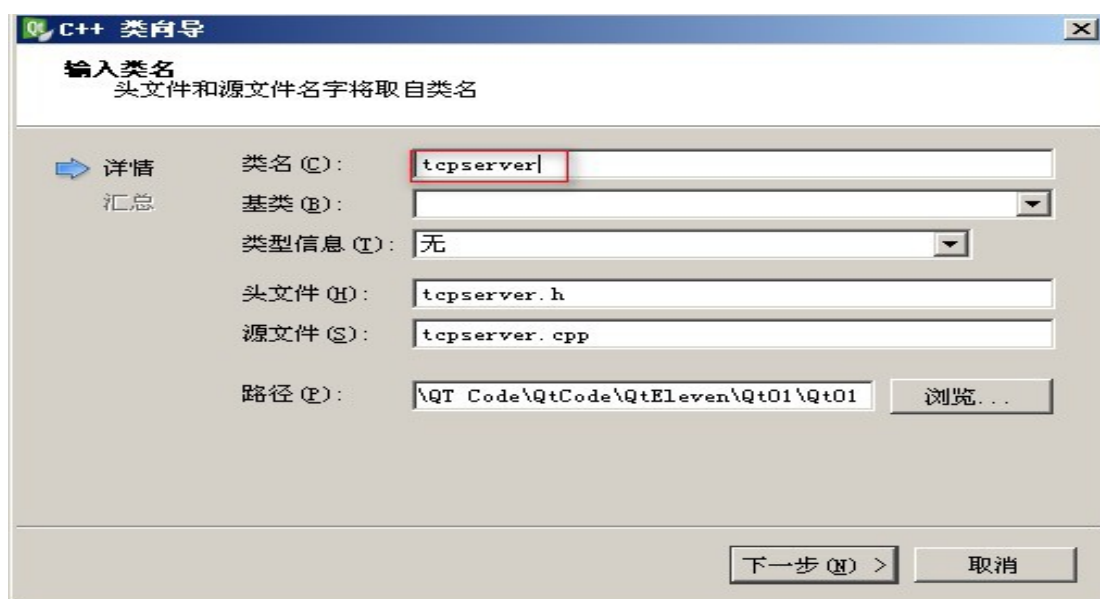 C++ 类向导
输入类名
头文件和源文件名字将取自类名
详情
汇总
类名(C): tcpserver
基类(B):
类型信息(T): 无
头文件(H): tcpserver.h
源文件(S): tcpserver.cpp
路径(P): \QT Code\QtCode\QtEleven\Qt01\Qt01 浏览...
下一步(N) > 取消